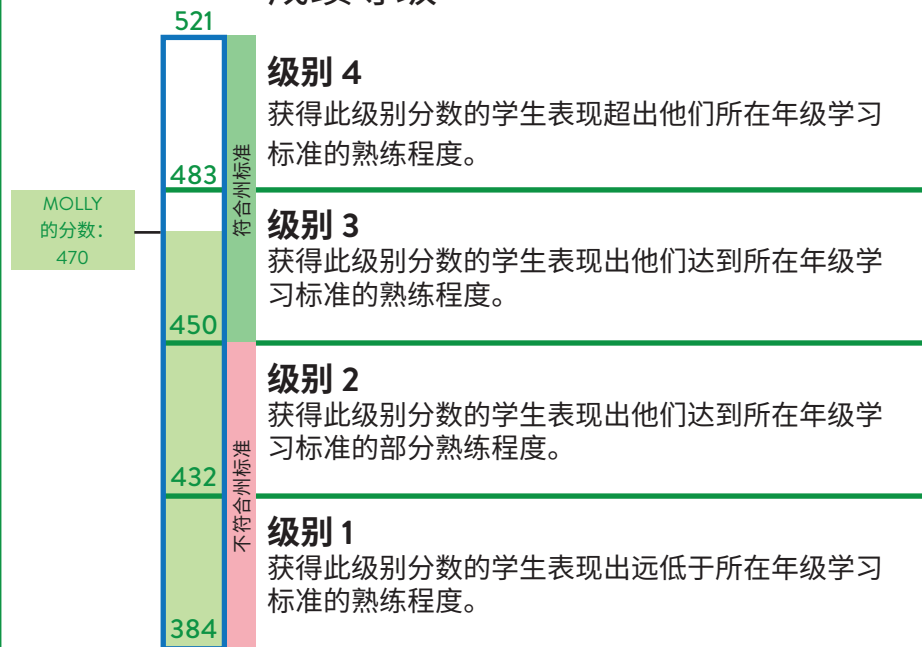 521
级别 4
获得此级别分数的学生表现超出他们所在年级学习
标准的熟练程度。
483
符合州标准
MOLLY
的分数：
470
级别 3
获得此级别分数的学生表现出他们达到所在年级学
习标准的熟练程度。
450
级别 2
获得此级别分数的学生表现出他们达到所在年级学
习标准的部分熟练程度。
432
不符合州标准
级别 1
获得此级别分数的学生表现出远低于所在年级学习
标准的熟练程度。
384